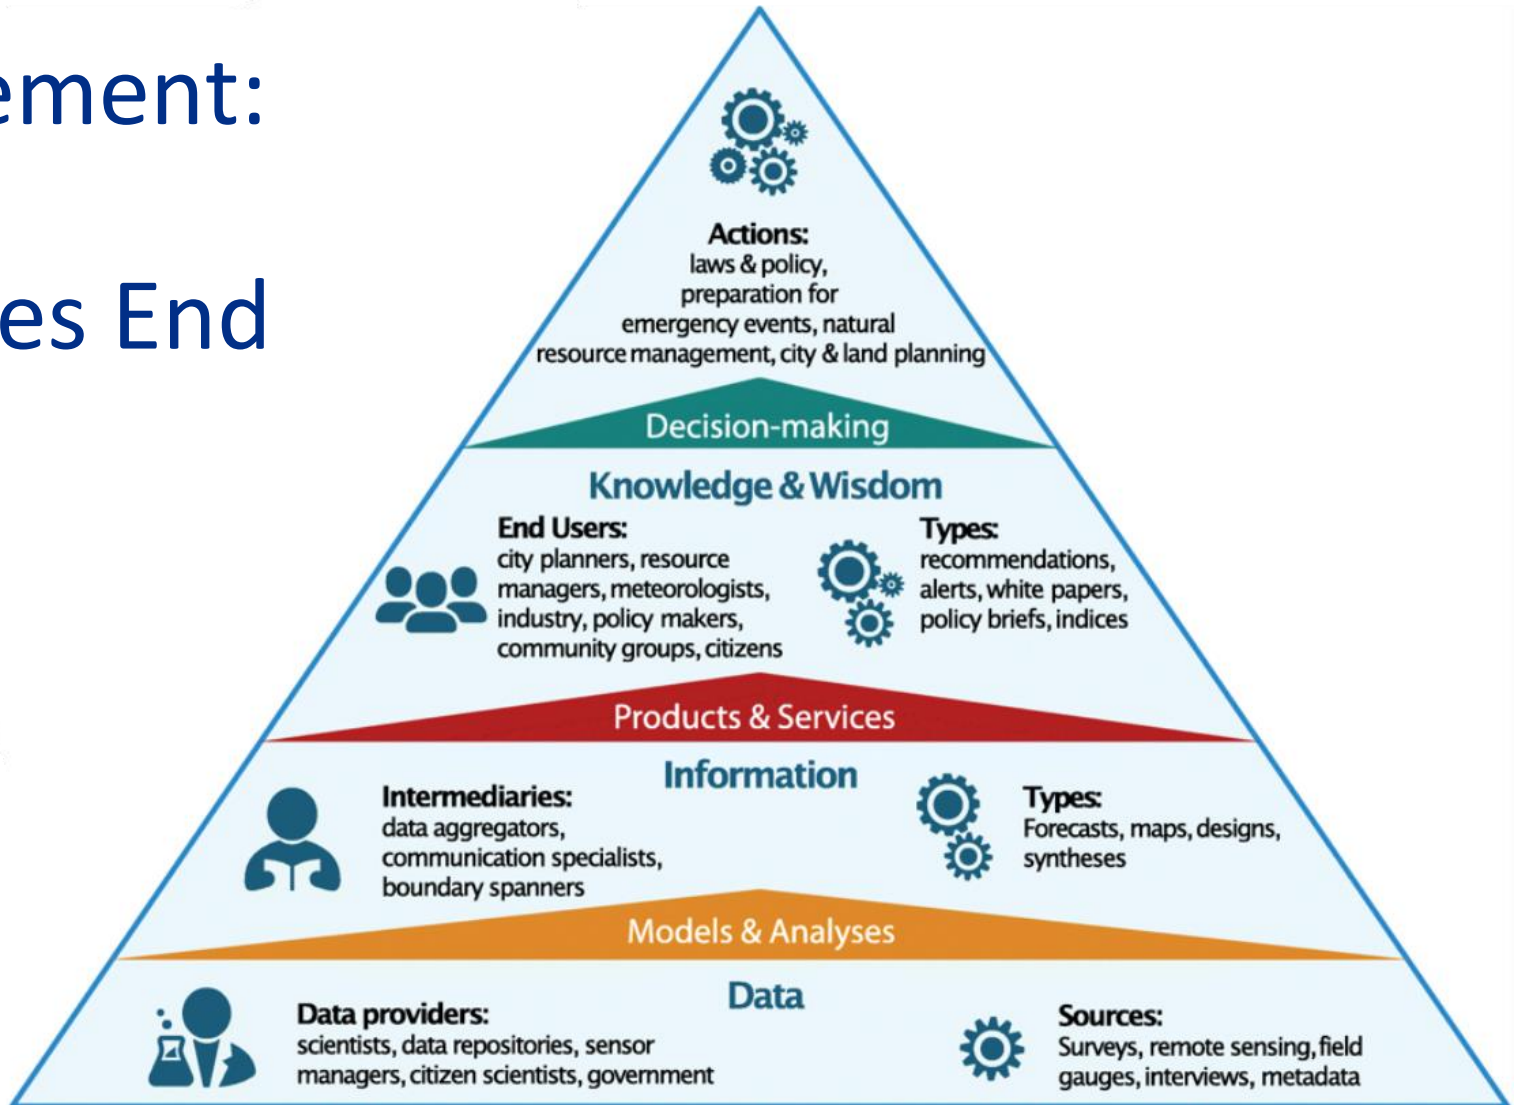 ement:
es End
Actions:
laws & policy,
preparation for
emergency events, natural
resource management, city & land planning
Decision-making
Knowledge & Wisdom
End Users:
city planners, resource
managers, meteorologists,
industry, policy makers,
community groups, citizens
Types:
recommendations,
alerts, white papers,
policy briefs, indices
Products & Services
Information
Intermediaries:
data aggregators,
communication specialists,
boundary spanners
Types:
Forecasts, maps, designs,
syntheses
Models & Analyses
Data
Data providers:
scientists, data repositories, sensor
managers, citizen scientists, government
Sources:
Surveys, remote sensing, field
gauges, interviews, metadata